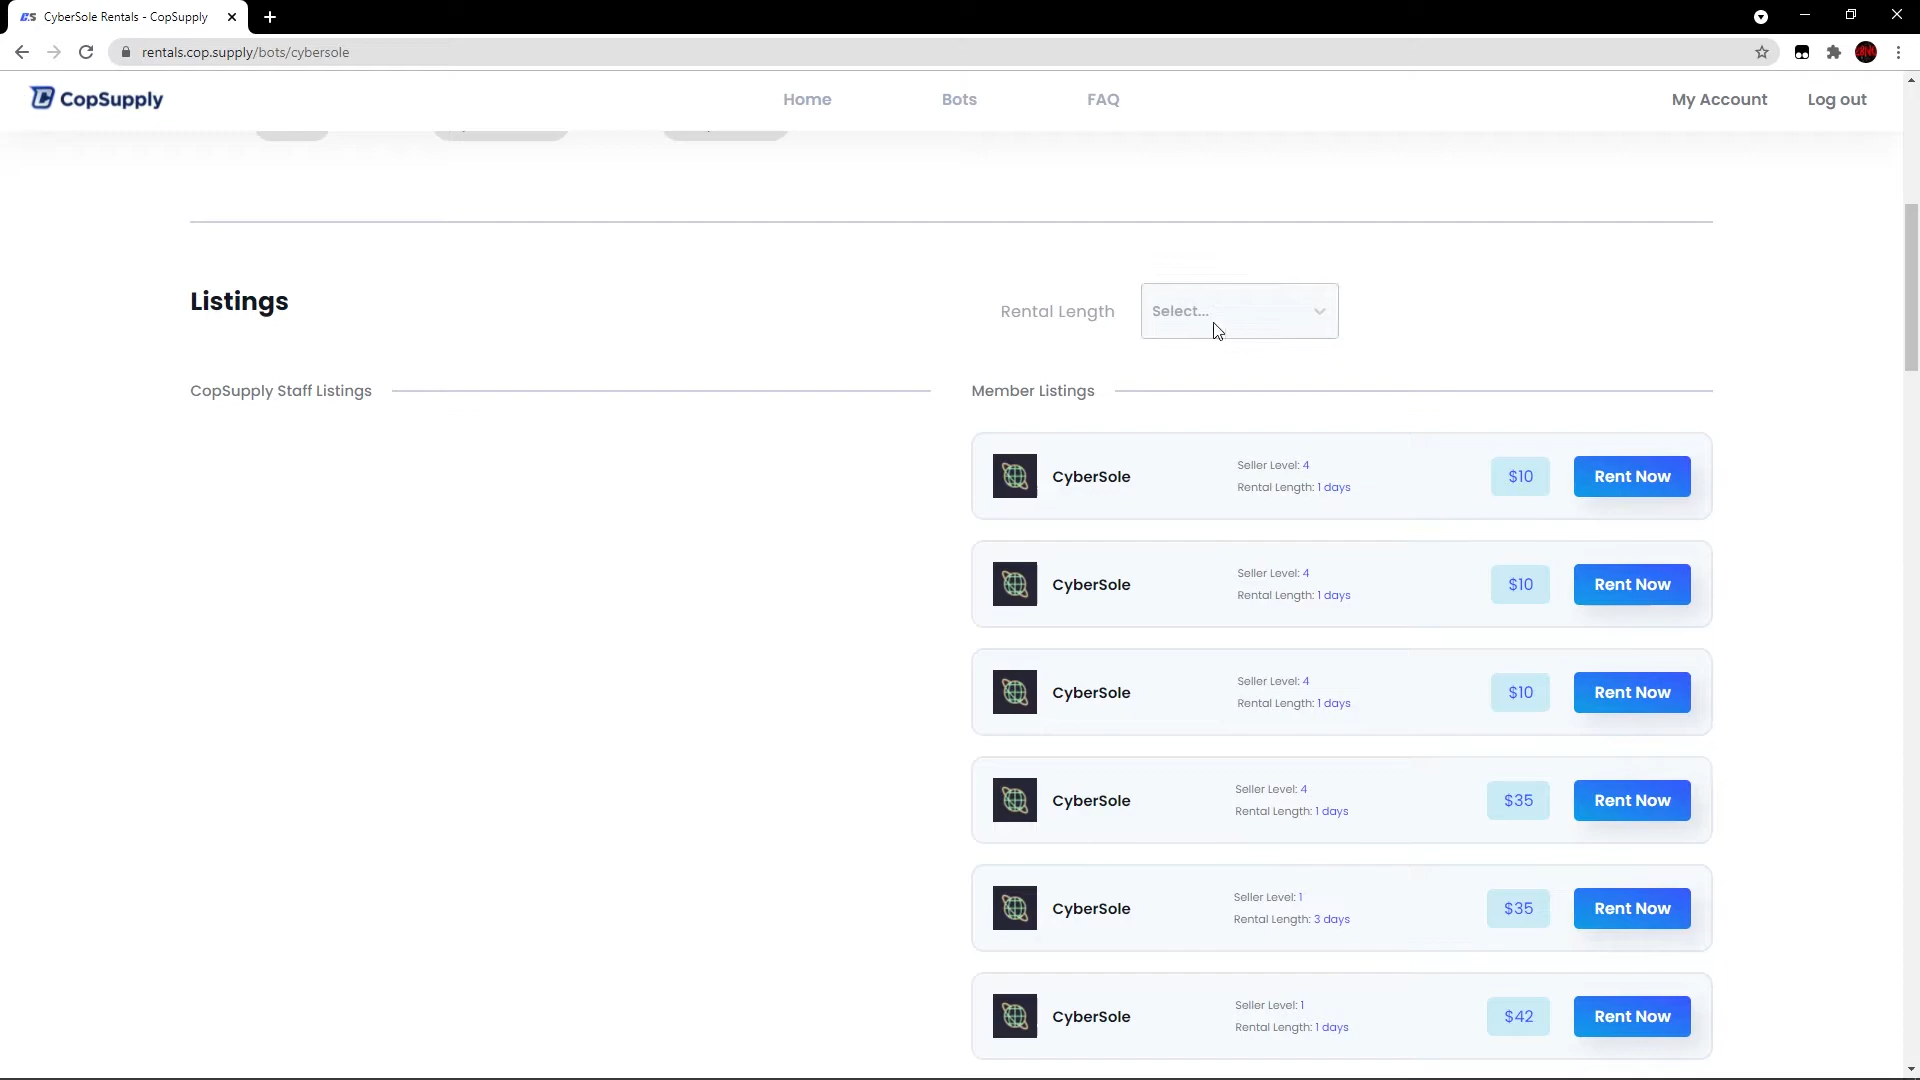 CyberSole Rentals - CopSupply
rentals.cop.supply/bots/cybersole
CopSupply
Home
Bots
FAQ
My Account
Log out
Listings
Rental Length
Select...
CopSupply Staff Listings
Member Listings
CyberSole
Seller Level: 4
Rental Length: 1 days
$10
Rent Now
CyberSole
Seller Level: 4
Rental Length: 1 days
$10
Rent Now
CyberSole
Seller Level: 4
Rental Length: 1 days
$10
Rent Now
CyberSole
Seller Level: 4
Rental Length: 1 days
$35
Rent Now
CyberSole
Seller Level: 1
Rental Length: 3 days
$35
Rent Now
CyberSole
Seller Level: 1
Rental Length: 1 days
$42
Rent Now